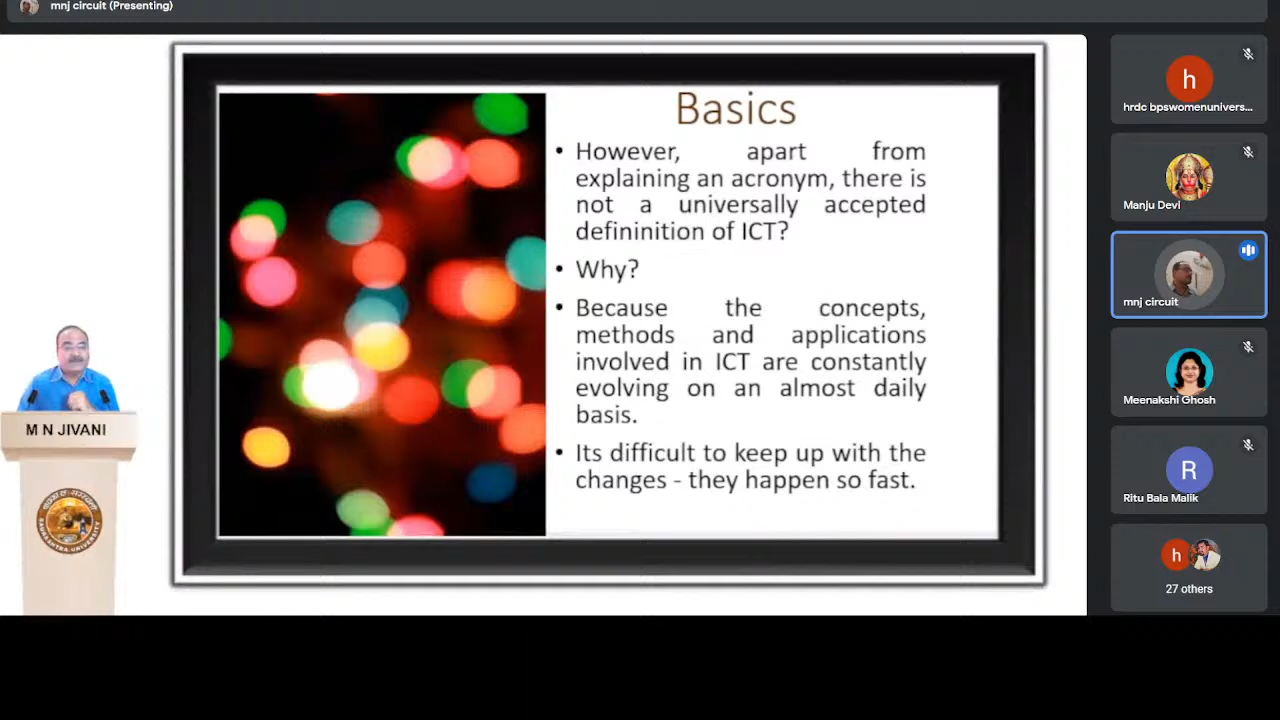 mnj circuit (Presenting)
Basics
• However, apart from
explaining an acronym, there is
not a universally accepted
defininition of ICT?
• Why?
• Because the concepts,
methods and applications
involved in ICT are constantly
evolving on an almost daily
basis.
• Its difficult to keep up with the
changes - they happen so fast.
M N JIVANI
SAURASHTRA UNIVERSITY
h
hrdc bpswomenunivers...
Manju Devi
mnj circuit
Meenakshi Ghosh
R
Ritu Bala Malik
h
27 others